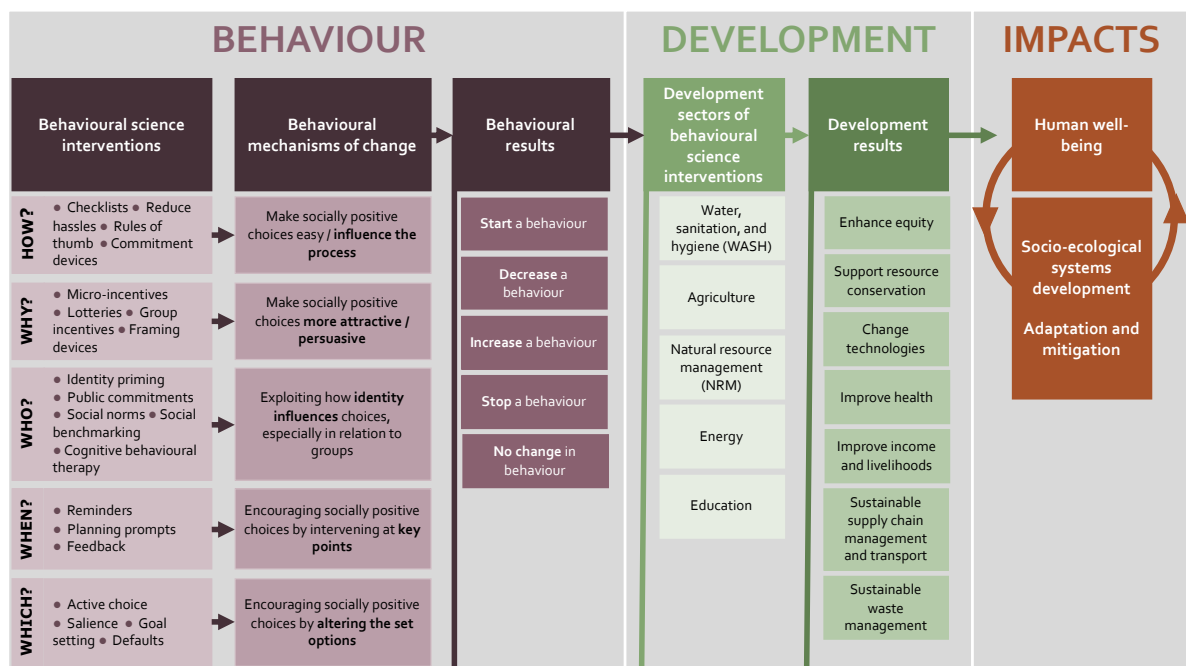 BEHAVIOUR
DEVELOPMENT
IMPACTS
Behavioural science
interventions
Behavioural
mechanisms of change
Behavioural
results
Development
sectors of
behavioural
science
interventions
Development
results
Human well-
being
HOW?
● Checklists ● Reduce
hassles ● Rules of
thumb ● Commitment
devices
Make socially positive
choices easy / influence the
process
WHY?
● Micro-incentives
● Lotteries ● Group
incentives ● Framing
devices
Make socially positive
choices more attractive /
persuasive
WHO?
● Identity priming
● Public commitments
● Social norms ● Social
benchmarking
● Cognitive behavioural
therapy
Exploiting how identity
influences choices,
especially in relation to
groups
WHEN?
● Reminders
● Planning prompts
● Feedback
Encouraging socially positive
choices by intervening at key
points
WHICH?
● Active choice
● Salience ● Goal
setting ● Defaults
Encouraging socially positive
choices by altering the set
options
Start a behaviour
Decrease a
behaviour
Increase a behaviour
Stop a behaviour
No change in
behaviour
Water,
sanitation, and
hygiene (WASH)
Agriculture
Natural resource
management
(NRM)
Energy
Education
Enhance equity
Support resource
conservation
Change
technologies
Improve health
Improve income
and livelihoods
Sustainable
supply chain
management
and transport
Sustainable
waste
management
Socio-ecological
systems
development
Adaptation and
mitigation